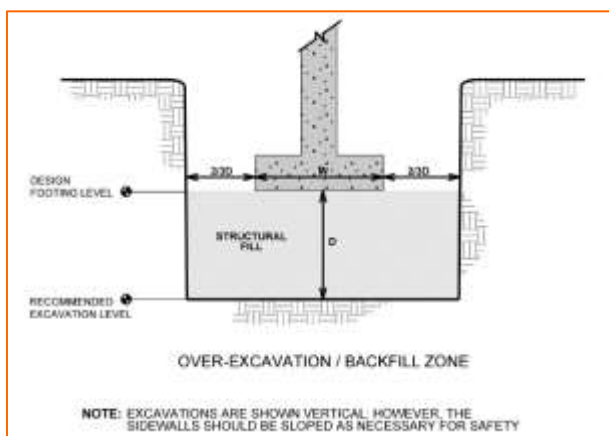 2/3D
W
2/3D
DESIGN
FOOTING LEVEL
STRUCTURAL
FILL
D
RECOMMENDED
EXCAVATION LEVEL
OVER-EXCAVATION / BACKFILL ZONE
NOTE: EXCAVATIONS ARE SHOWN VERTICAL. HOWEVER, THE
SIDEWALLS SHOULD BE SLOPED AS NECESSARY FOR SAFETY